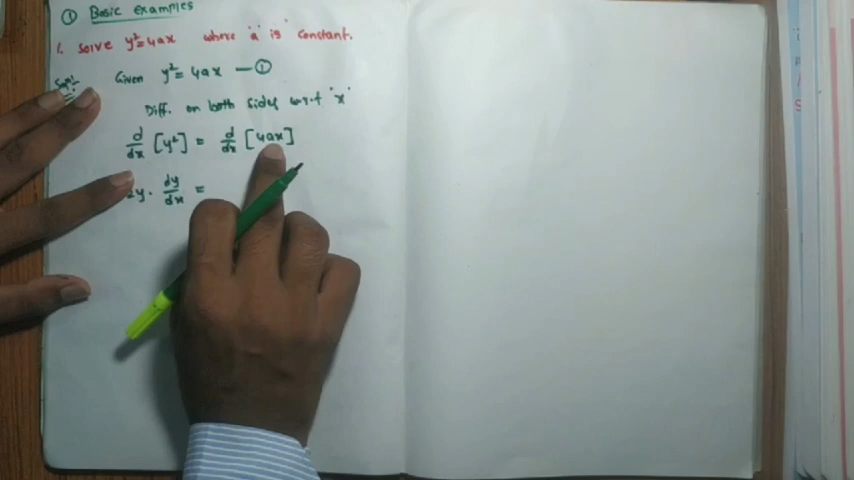 ① Basic examples
1. Solve y²=4ax where 'a' is constant.
Sol:-
Given y²=4ax —①
Diff. on both sides w.r.t 'x'
d/dx [y²] = d/dx [4ax]
2y. dy/dx =